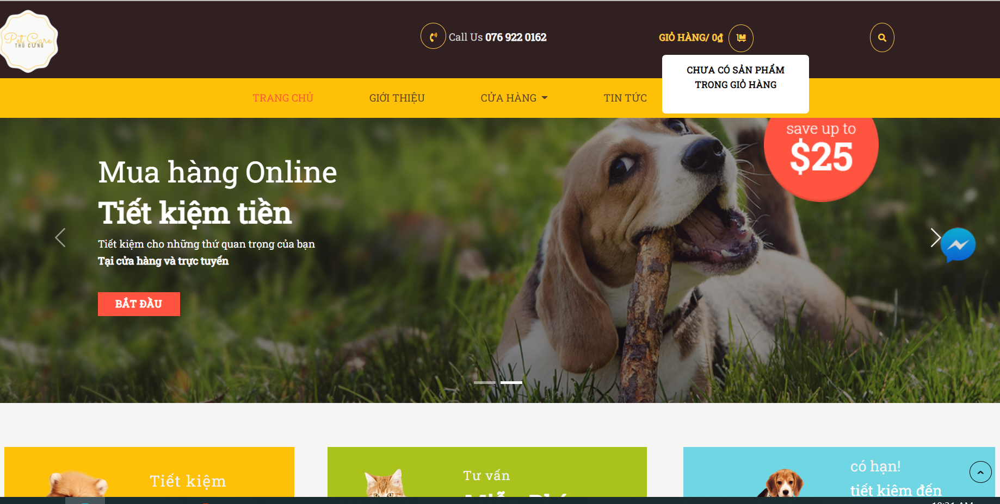 Pet Care
THÚ CƯNG
Call Us 076 922 0162
GIỎ HÀNG/ 0₫
CHƯA CÓ SẢN PHẨM
TRONG GIỎ HÀNG
TRANG CHỦ
GIỚI THIỆU
CỬA HÀNG
TIN TỨC
save up to
$25
Mua hàng Online
Tiết kiệm tiền
Tiết kiệm cho những thứ quan trọng của bạn
Tại cửa hàng và trực tuyến
BẮT ĐẦU
Tiết kiệm
Tư vấn
Miễn Phí
có hạn!
tiết kiệm đến